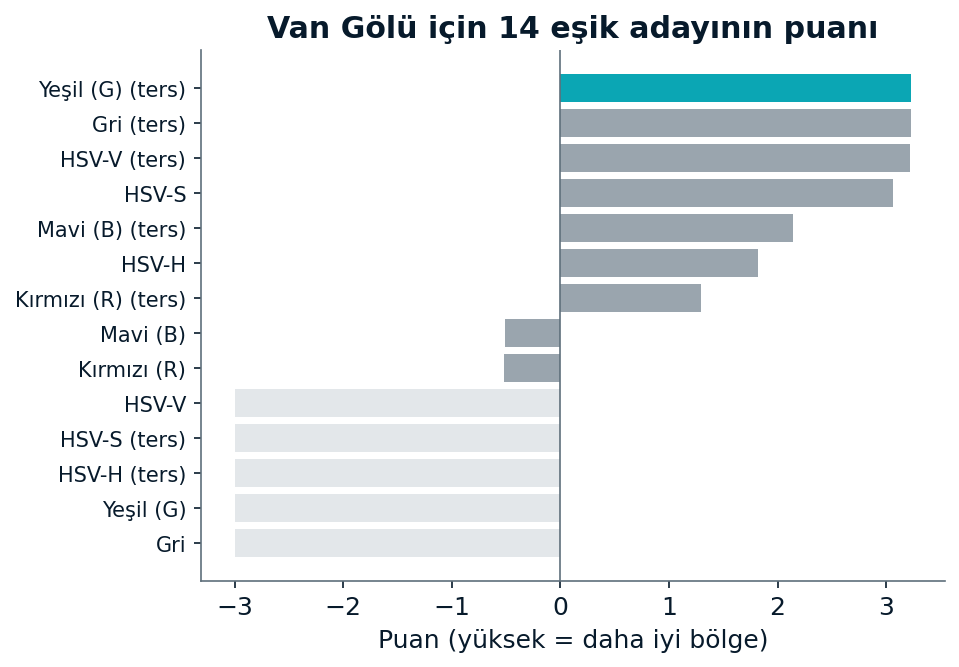 Van Gölü için 14 eşik adayının puanı
Yeşil (G) (ters)
Gri (ters)
HSV-V (ters)
HSV-S
Mavi (B) (ters)
HSV-H
Kırmızı (R) (ters)
Mavi (B)
Kırmızı (R)
HSV-V
HSV-S (ters)
HSV-H (ters)
Yeşil (G)
Gri
−3 −2 −1 0 1 2 3
Puan (yüksek = daha iyi bölge)